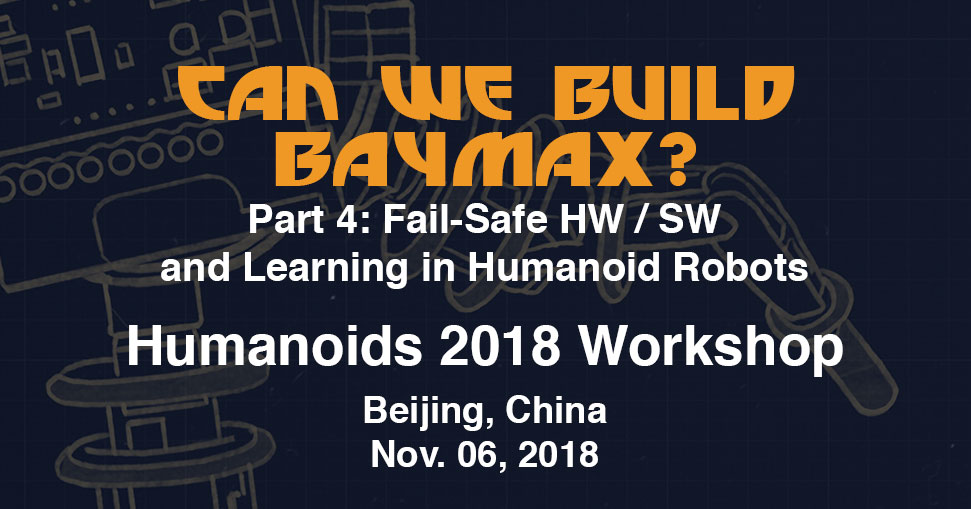 CAN WE BUILD
BAYMAX?
Part 4: Fail-Safe HW / SW
and Learning in Humanoid Robots
Humanoids 2018 Workshop
Beijing, China
Nov. 06, 2018